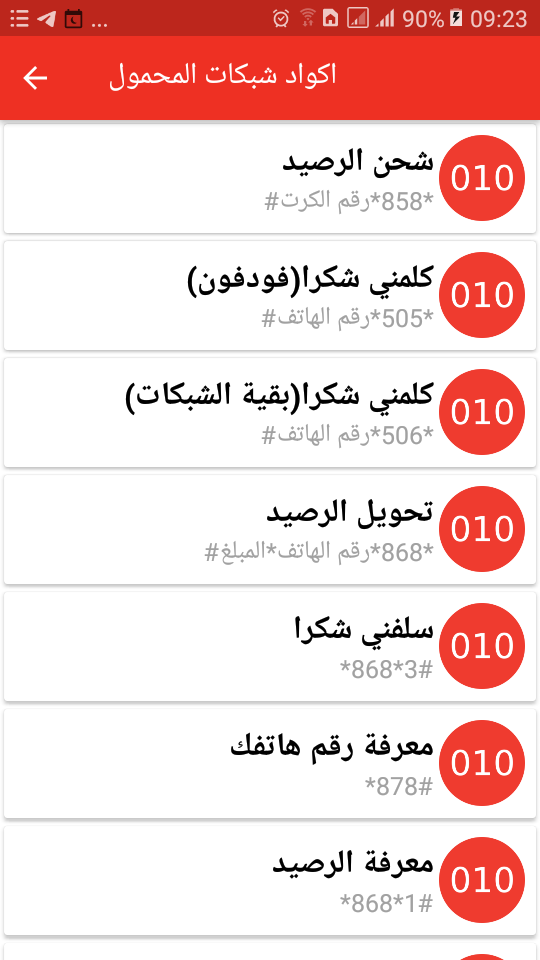 ... 90% 09:23
اكواد شبكات المحمول
010
شحن الرصيد
*858*رقم الكرت#
010
كلمني شكرا(فودفون)
*505*رقم الهاتف#
010
كلمني شكرا(بقية الشبكات)
*506*رقم الهاتف#
010
تحويل الرصيد
*868*رقم الهاتف*المبلغ#
010
سلفني شكرا
*868*3#
010
معرفة رقم هاتفك
*878#
010
معرفة الرصيد
*868*1#